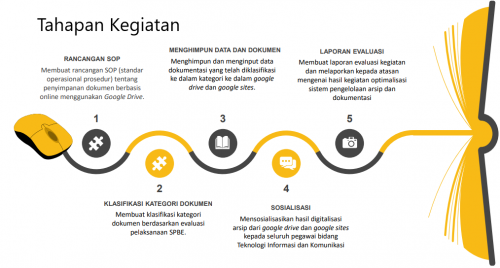 Tahapan Kegiatan
RANCANGAN SOP
Membuat rancangan SOP (standar
operasional prosedur) tentang
penyimpanan dokumen berbasis
online menggunakan Google Drive.
1
2
KLASIFIKASI KATEGORI DOKUMEN
Membuat klasifikasi kategori
dokumen berdasarkan evaluasi
pelaksanaan SPBE.
MENGHIMPUN DATA DAN DOKUMEN
Menghimpun dan menginput data
dokumentasi yang telah diklasifikasi
ke dalam kategori ke dalam google
drive dan google sites.
3
4
SOSIALISASI
Mensosialisasikan hasil digitalisasi
arsip dari google drive dan google sites
kepada seluruh pegawai bidang
Teknologi Informasi dan Komunikasi
LAPORAN EVALUASI
Membuat laporan evaluasi kegiatan
dan melaporkan kepada atasan
mengenai hasil kegiatan optimalisasi
sistem pengelolaan arsip dan
dokumentasi
5